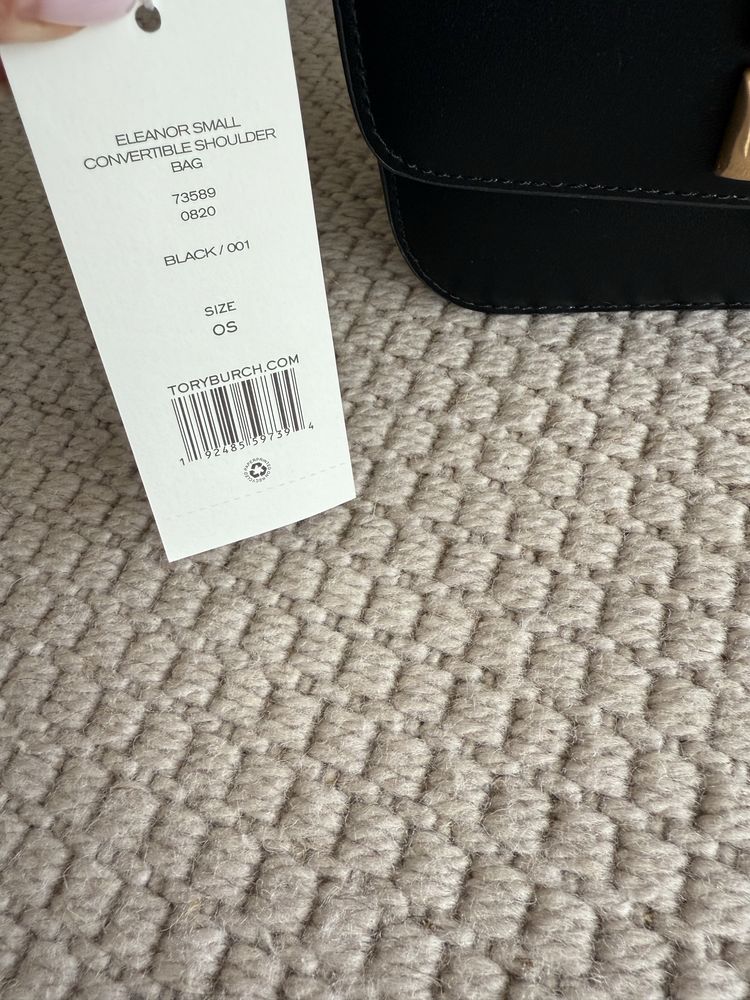 ELEANOR SMALL
CONVERTIBLE SHOULDER
BAG
73589
0820
BLACK / 001
SIZE
OS
TORYBURCH.COM
1 92485 59739 4